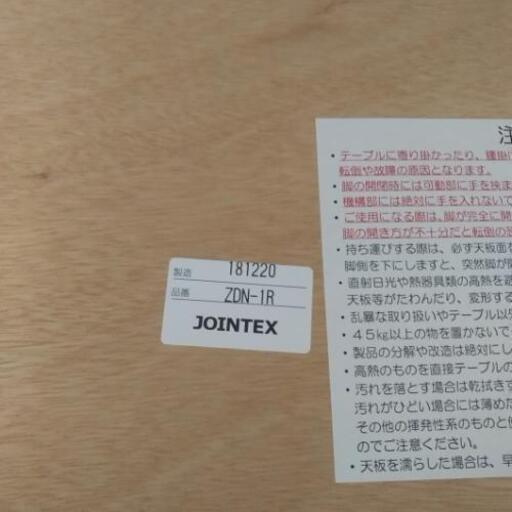 製造 181220
品番 ZDN-1R
JOINTEX
注
・テーブルに寄り掛かったり、腰掛け
転倒や故障の原因となります。
・脚の開閉時には可動部に手を挟ま
・機構部には絶対に手を入れないで
・ご使用になる際は、脚が完全に開
脚の開き方が不十分だと転倒の恐
・持ち運びする際は、必ず天板面を
脚側を下にしますと、突然脚が開
・直射日光や熱器具類の高熱を避
天板等がたわんだり、変形する
・乱暴な取り扱いやテーブル以外
・45kg以上の物を置かないで
・製品の分解や改造は絶対にし
・高熱のものを直接テーブルの
・汚れを落とす場合は乾拭きす
汚れがひどい場合には薄めた
その他の揮発性系のものと
のでご注意ください。
・天板を濡らした場合は、早